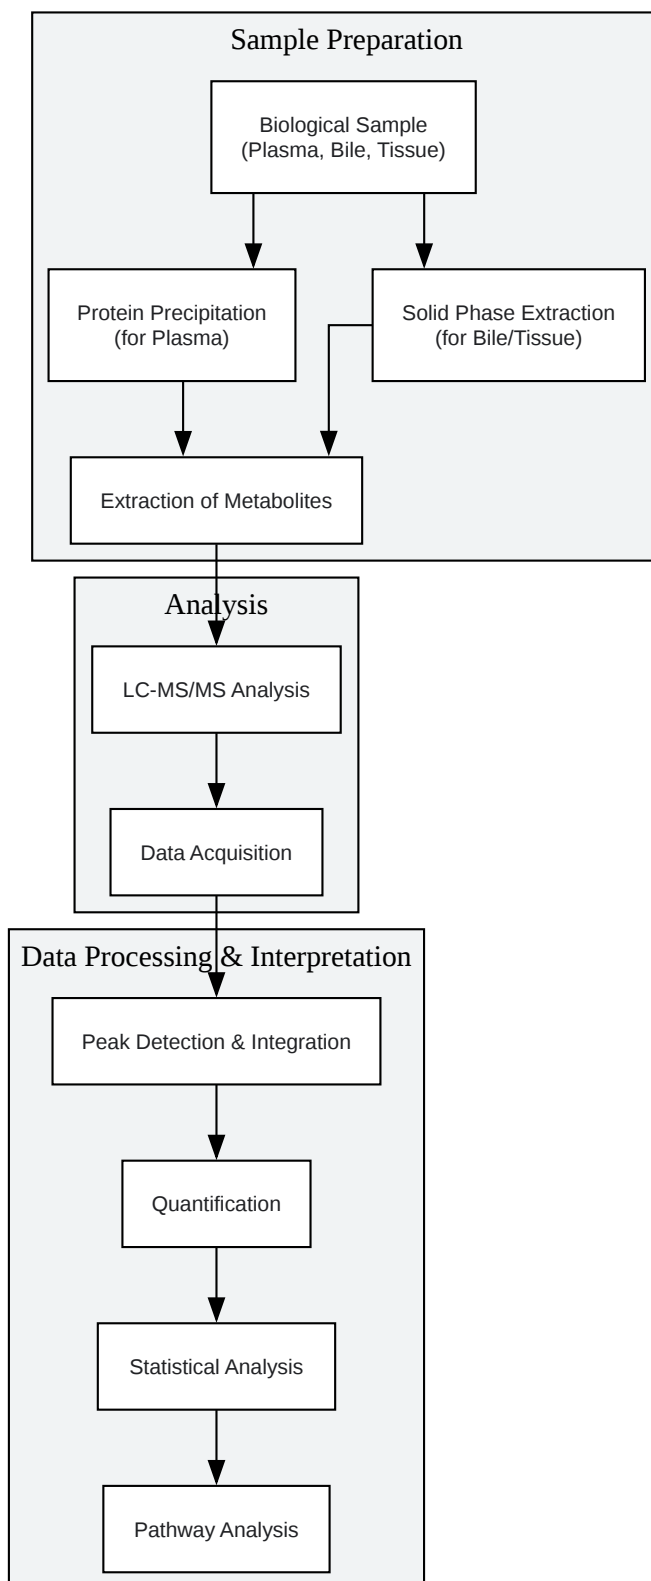 Sample Preparation
Biological Sample
(Plasma, Bile, Tissue)
Protein Precipitation
(for Plasma)
Solid Phase Extraction
(for Bile/Tissue)
Extraction of Metabolites
Analysis
LC-MS/MS Analysis
Data Acquisition
Data Processing & Interpretation
Peak Detection & Integration
Quantification
Statistical Analysis
Pathway Analysis